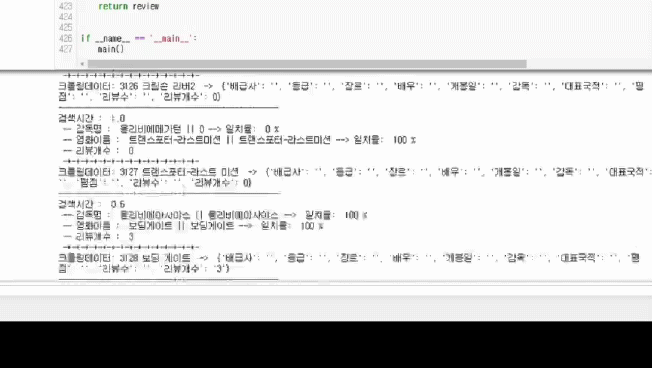 423 return review
424
425
426 if __name__ == '__main__':
427 main()
크롤링데이터: 3126 크림슨 리버2 -> {'배급사': '', '등급': '', '장르': '', '배우': '', '개봉일': '', '감독': '', '대표국적': '', '평
점': '', '리뷰수': '', '리뷰개수': 0}
검색시간 : 1.0
-- 감독명 : 올리비에메가턴 || 0 --> 일치률: 0 %
-- 영화이름 : 트랜스포터-라스트미션 || 트랜스포터-라스트미션 --> 일치률: 100 %
-- 리뷰개수 : 0
크롤링데이터: 3127 트랜스포터-라스트 미션 -> {'배급사': '', '등급': '', '장르': '', '배우': '', '개봉일': '', '감독': '', '대표국적':
'', '평점': '', '리뷰수': '', '리뷰개수': 0}
검색시간 : 0.6
-- 감독명 : 올리비에아사야스 || 올리비에아사야스 --> 일치률: 100 %
-- 영화이름 : 보딩게이트 || 보딩게이트 --> 일치률: 100 %
-- 리뷰개수 : 3
크롤링데이터: 3128 보딩 게이트 -> {'배급사': '', '등급': '', '장르': '', '배우': '', '개봉일': '', '감독': '', '대표국적': '', '평
점': '', '리뷰수': '', '리뷰개수': '3'}